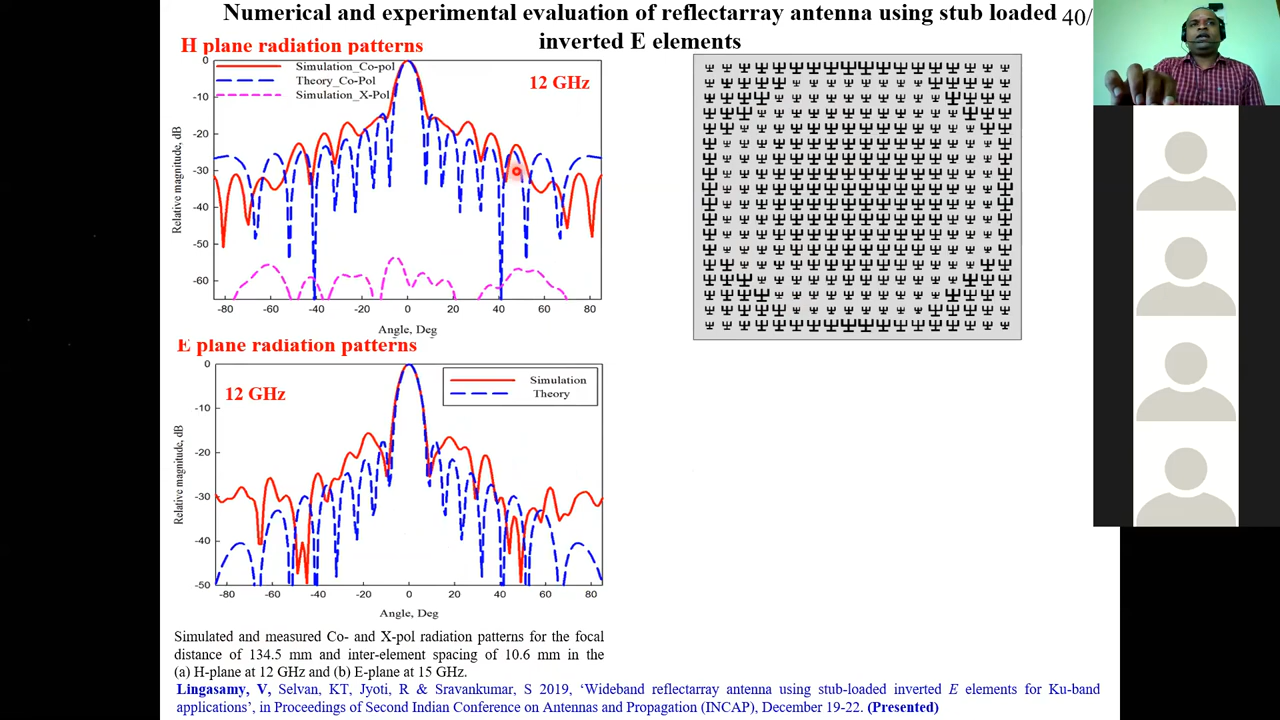 Numerical and experimental evaluation of reflectarray antenna using stub loaded
inverted E elements
40/
H plane radiation patterns
Simulation_Co-pol
Theory_Co-Pol
Simulation_X-Pol
12 GHz
0
-10
-20
-30
-40
-50
-60
Relative magnitude, dB
-80 -60 -40 -20 0 20 40 60 80
Angle, Deg
E plane radiation patterns
12 GHz
Simulation
Theory
0
-10
-20
-30
-40
-50
Relative magnitude, dB
-80 -60 -40 -20 0 20 40 60 80
Angle, Deg
Simulated and measured Co- and X-pol radiation patterns for the focal
distance of 134.5 mm and inter-element spacing of 10.6 mm in the
(a) H-plane at 12 GHz and (b) E-plane at 15 GHz.
Lingasamy, V, Selvan, KT, Jyoti, R & Sravankumar, S 2019, ‘Wideband reflectarray antenna using stub-loaded inverted E elements for Ku-band
applications’, in Proceedings of Second Indian Conference on Antennas and Propagation (INCAP), December 19-22. (Presented)